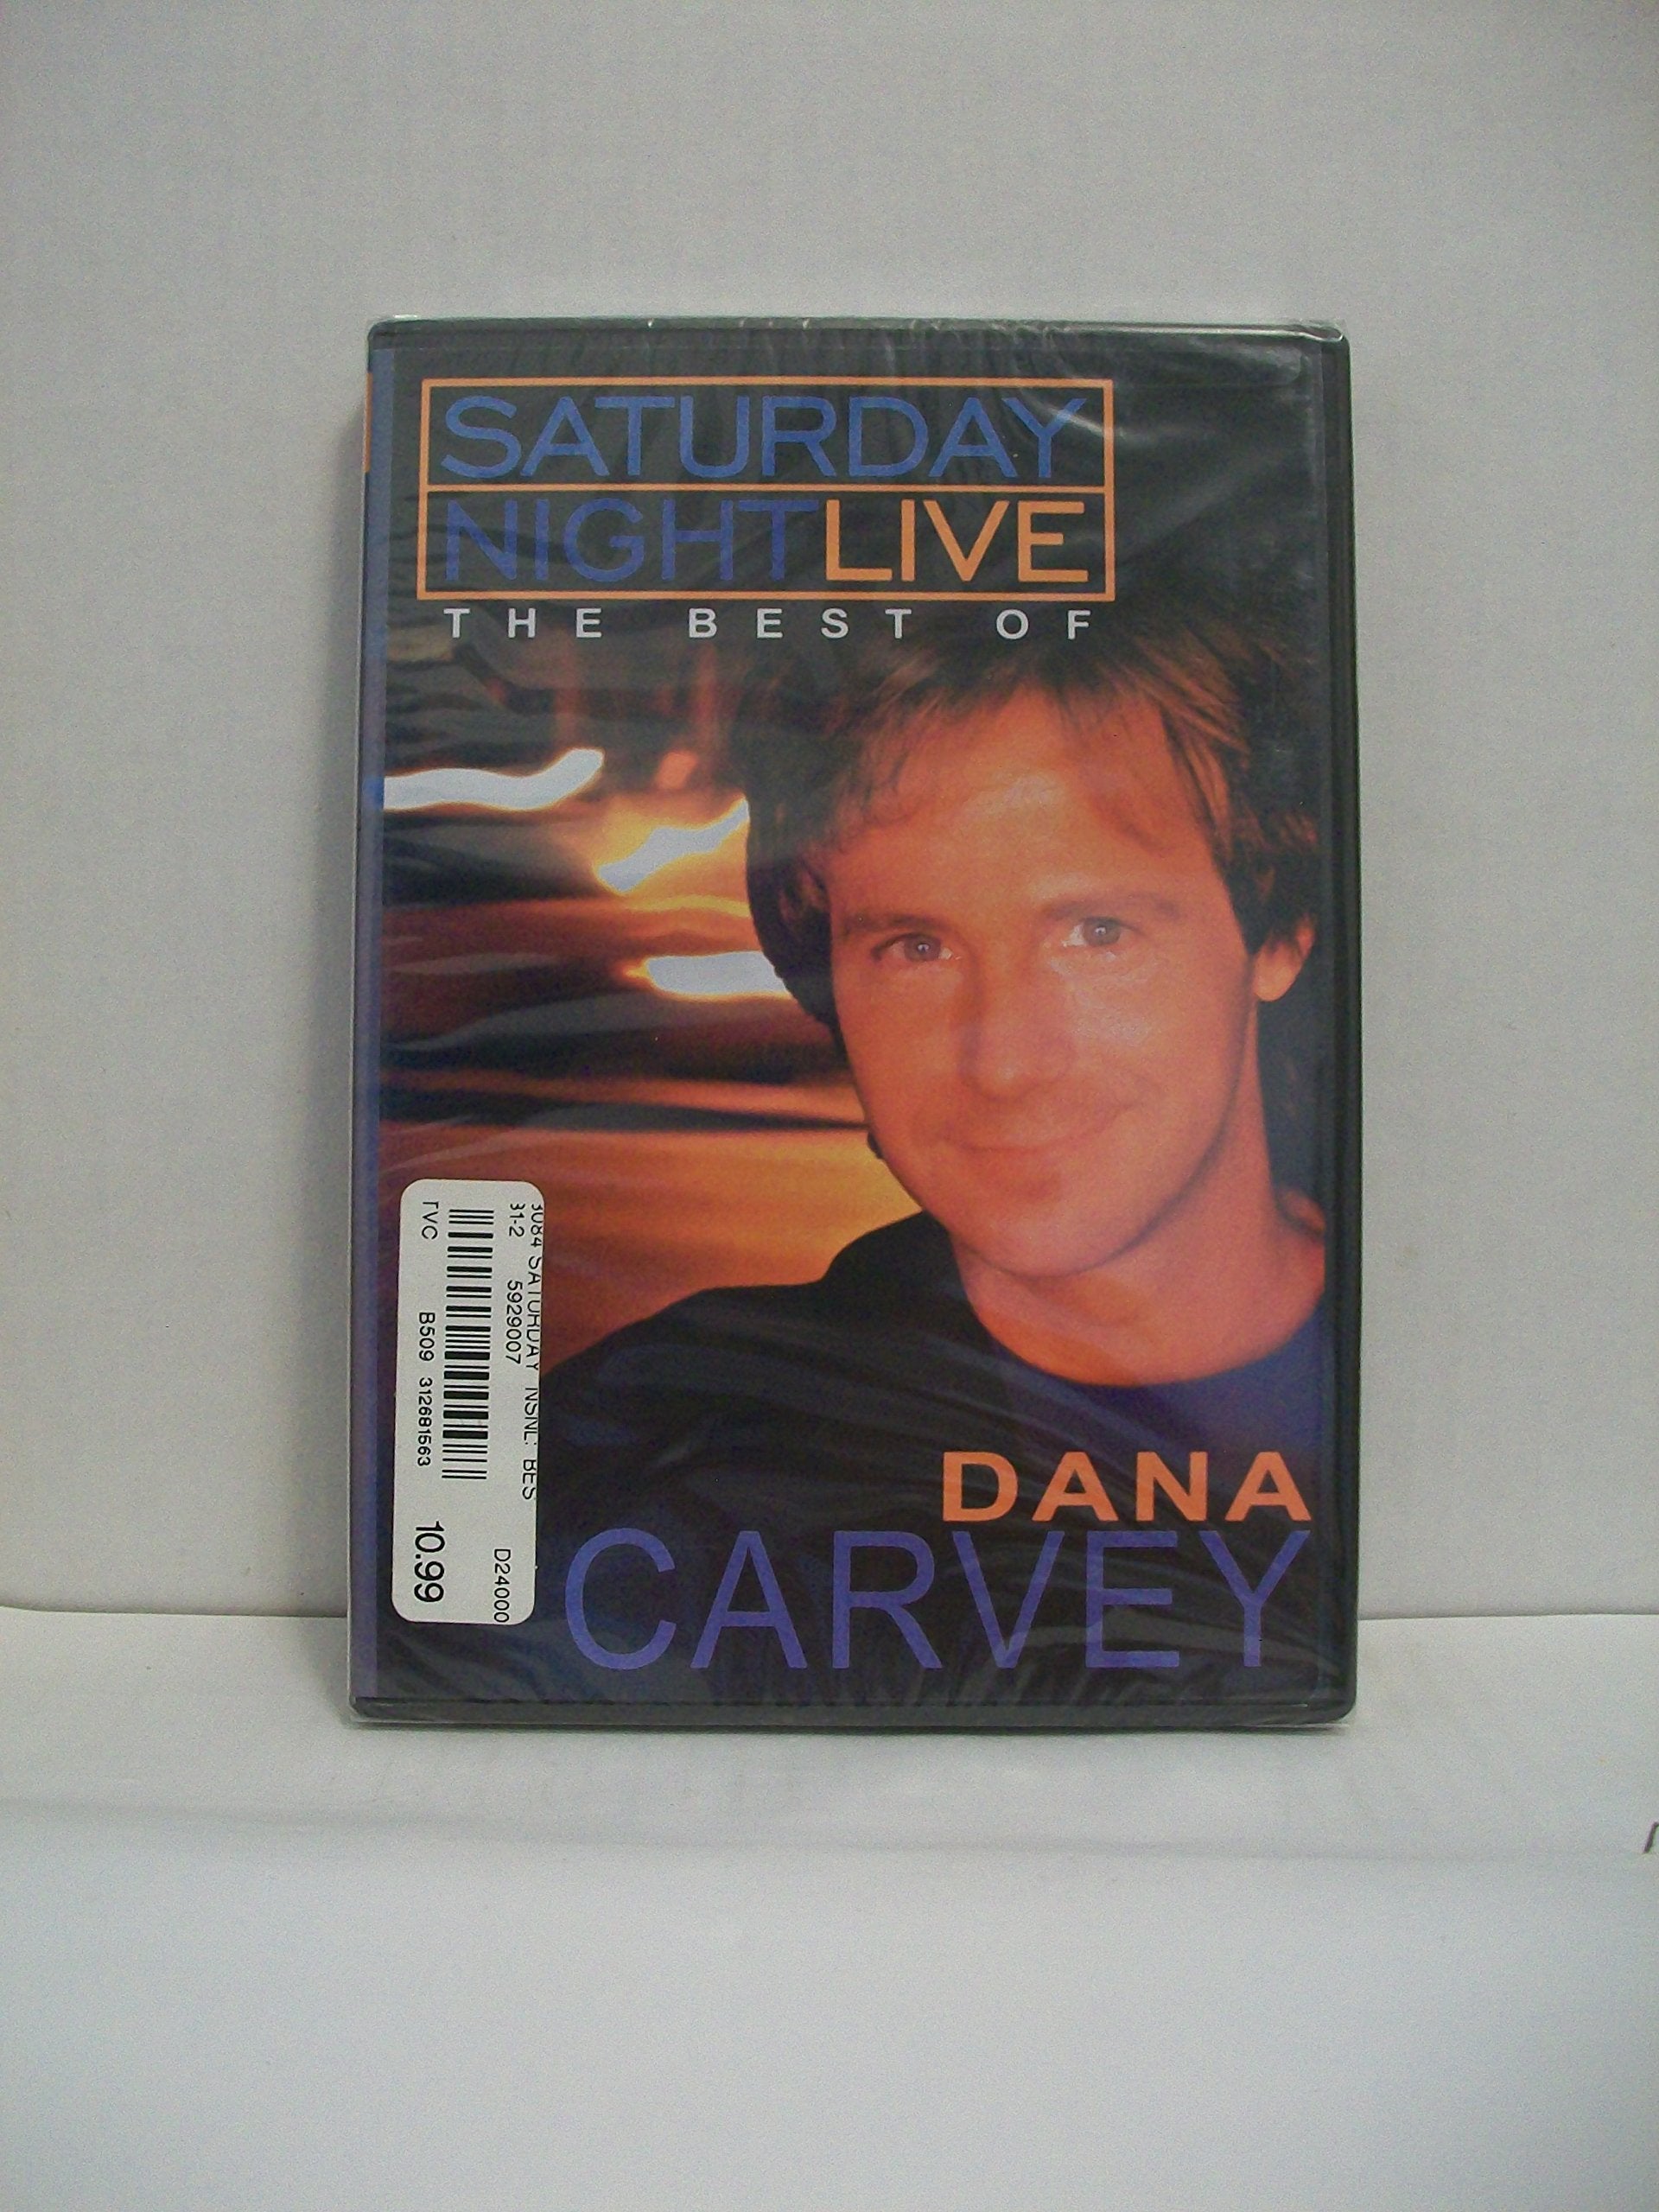 SATURDAY
NIGHTLIVE
THE BEST OF
DANA
CARVEY
3084 SATURDAY NSNL: BES
31-2 5929007 D24000
TVC B509 312681563 10.99